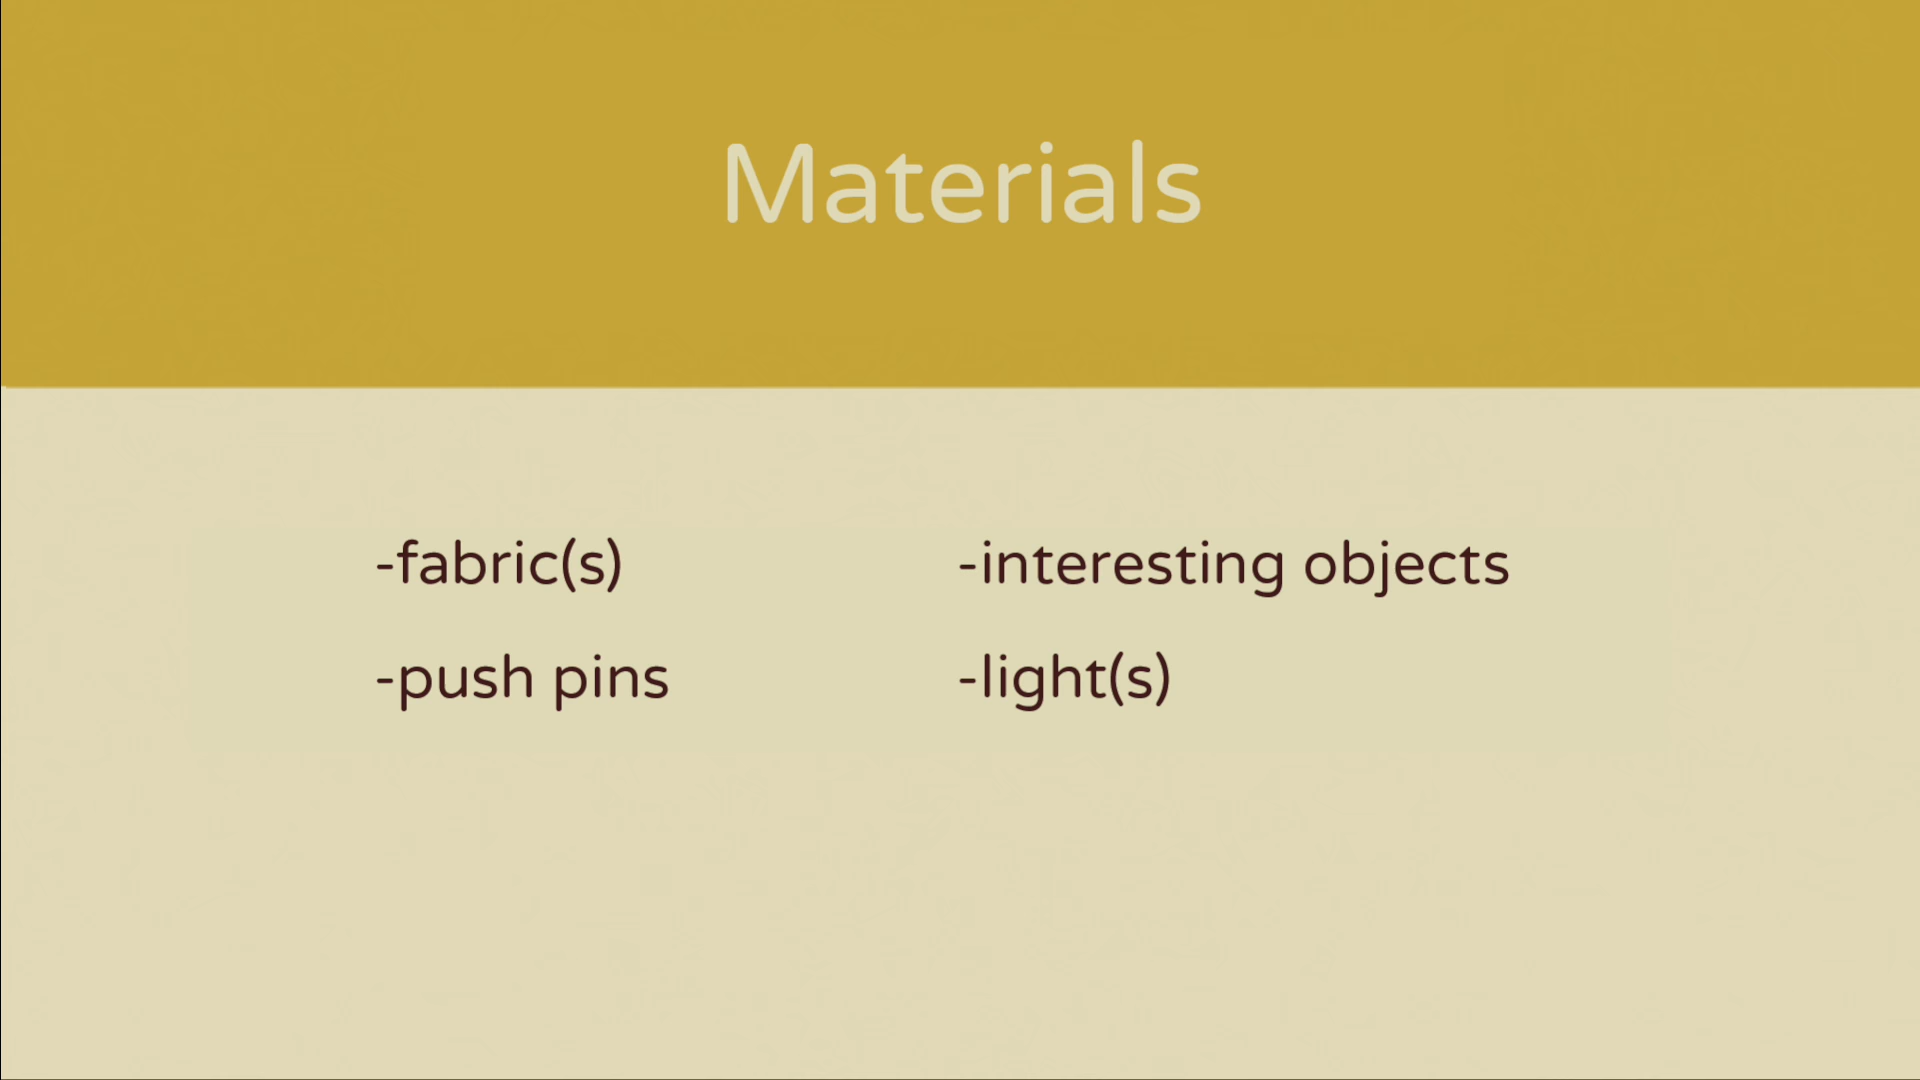 Materials
-fabric(s)
-push pins
-interesting objects
-light(s)